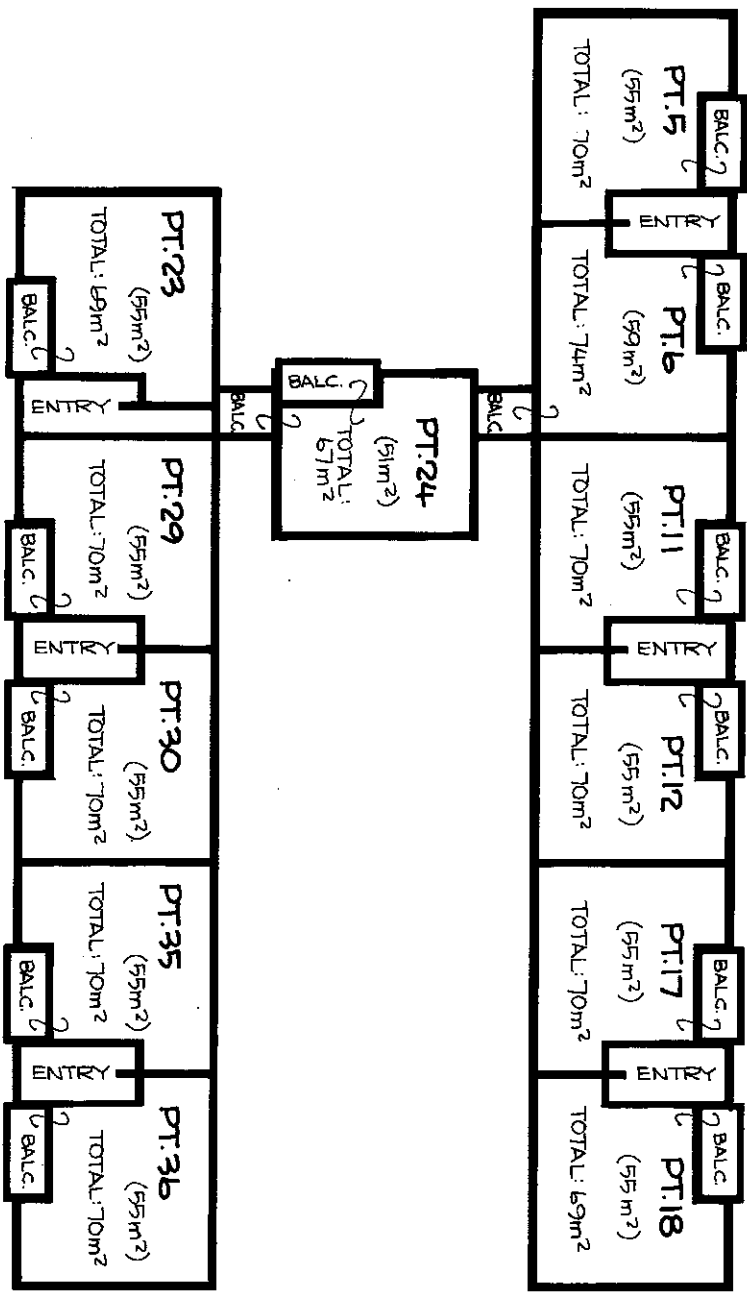 PT.5
(55m²)
TOTAL: 70m²
BALC.
ENTRY
BALC.
PT.6
(59m²)
TOTAL: 74m²
PT.11
(55m²)
TOTAL: 70m²
BALC.
ENTRY
BALC.
PT.12
(55m²)
TOTAL: 70m²
BALC.
PT.17
(55m²)
TOTAL: 70m²
ENTRY
BALC.
PT.18
(55m²)
TOTAL: 69m²
BALC.
BALC.
PT.24
(51m²)
TOTAL:
67m²
BALC.
PT.23
(55m²)
TOTAL: 69m²
BALC.
ENTRY
PT.29
(55m²)
TOTAL: 70m²
BALC.
ENTRY
PT.30
(55m²)
TOTAL: 70m²
BALC.
PT.35
(55m²)
TOTAL: 70m²
BALC.
ENTRY
PT.36
(55m²)
TOTAL: 70m²
BALC.